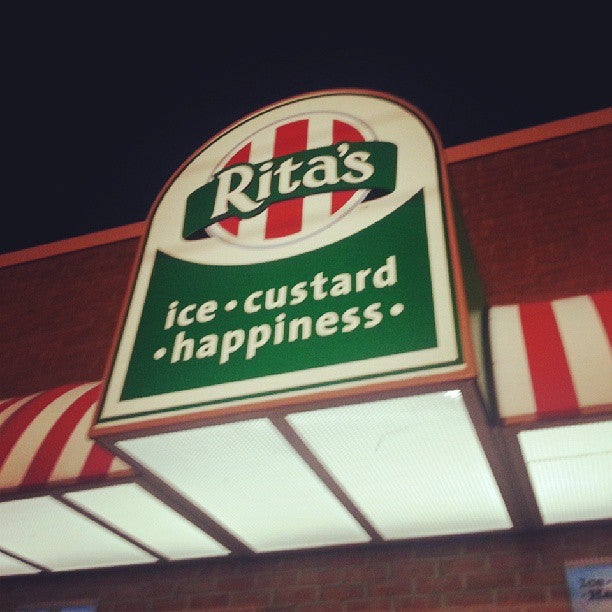 Rita's
ice • custard
• happiness •